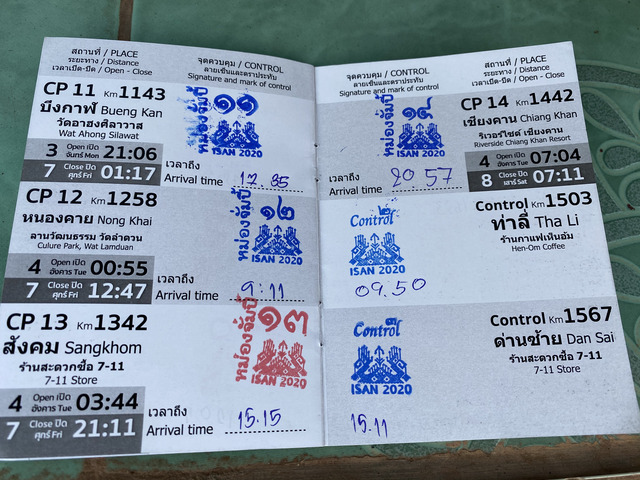 สถานที่ / PLACE
ระยะทาง / Distance
เวลาเปิด-ปิด / Open - Close
จุดควบคุม / CONTROL
ลายเซ็นและตราประทับ
Signature and mark of control
CP 11 Km 1143
บึงกาฬ Bueng Kan
วัดอาฮงศิลาวาส
Wat Ahong Silawat
3 Open เปิด จันทร์ Mon 21:06
7 Close ปิด ศุกร์ Fri 01:17
หม่องจั้มปี้
๑๑
ISAN 2020
เวลาถึง
Arrival time 17.35
CP 12 Km 1258
หนองคาย Nong Khai
ลานวัฒนธรรม วัดลำดวน
Culure Park, Wat Lamduan
4 Open เปิด อังคาร Tue 00:55
7 Close ปิด ศุกร์ Fri 12:47
หม่องจั้มปี้
๑๒
ISAN 2020
เวลาถึง
Arrival time 9:11
CP 13 Km 1342
สังคม Sangkhom
ร้านสะดวกซื้อ 7-11
7-11 Store
4 Open เปิด อังคาร Tue 03:44
7 Close ปิด ศุกร์ Fri 21:11
หม่องจั้มปี้
๑๓
ISAN 2020
เวลาถึง
Arrival time 15.15
จุดควบคุม / CONTROL
ลายเซ็นและตราประทับ
Signature and mark of control
สถานที่ / PLACE
ระยะทาง / Distance
เวลาเปิด-ปิด / Open - Close
หม่องจั้มปี้
๑๔
ISAN 2020
เวลาถึง
Arrival time 20 57
CP 14 Km 1442
เชียงคาน Chiang Khan
ริเวอร์ไซด์ เชียงคาน
Riverside Chiang Khan Resort
4 Open เปิด อังคาร Tue 07:04
8 Close ปิด เสาร์ Sat 07:11
Control ๒
ISAN 2020
09.50
Control Km 1503
ท่าลี่ Tha Li
ร้านกาแฟเห็นอ้ม
Hen-Om Coffee
Control ๓
ISAN 2020
15.11
Control Km 1567
ด่านซ้าย Dan Sai
ร้านสะดวกซื้อ 7-11
7-11 Store